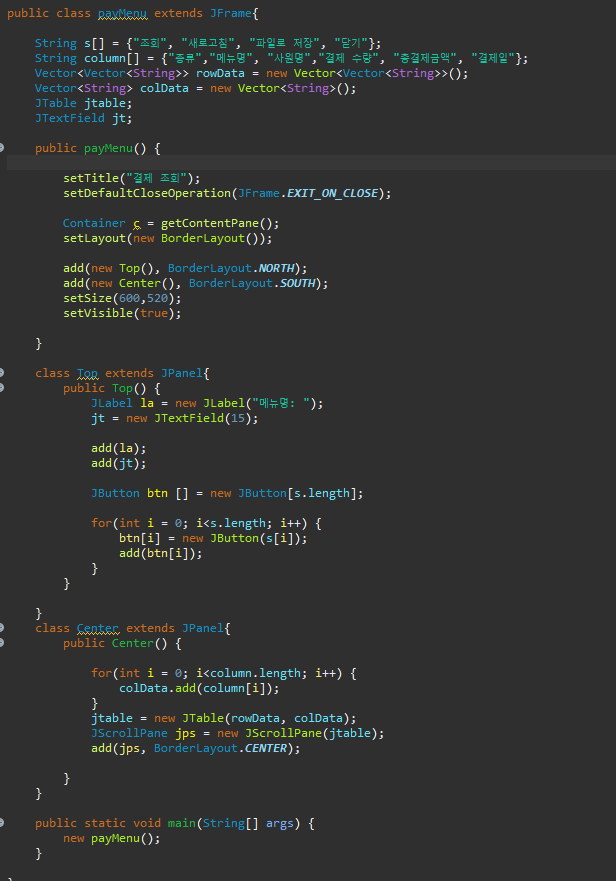 public class payMenu extends JFrame{
String s[] = {"조회", "새로고침", "파일로 저장", "닫기"};
String column[] = {"종류","메뉴명", "사원명","결제 수량", "총결제금액", "결제일"};
Vector<Vector<String>> rowData = new Vector<Vector<String>>();
Vector<String> colData = new Vector<String>();
JTable jtable;
JTextField jt;
public payMenu() {
setTitle("결제 조회");
setDefaultCloseOperation(JFrame.EXIT_ON_CLOSE);
Container c = getContentPane();
setLayout(new BorderLayout());
add(new Top(), BorderLayout.NORTH);
add(new Center(), BorderLayout.SOUTH);
setSize(600,520);
setVisible(true);
}
class Top extends JPanel{
public Top() {
JLabel la = new JLabel("메뉴명: ");
jt = new JTextField(15);
add(la);
add(jt);
JButton btn [] = new JButton[s.length];
for(int i = 0; i<s.length; i++) {
btn[i] = new JButton(s[i]);
add(btn[i]);
}
}
}
class Center extends JPanel{
public Center() {
for(int i = 0; i<column.length; i++) {
colData.add(column[i]);
}
jtable = new JTable(rowData, colData);
JScrollPane jps = new JScrollPane(jtable);
add(jps, BorderLayout.CENTER);
}
}
public static void main(String[] args) {
new payMenu();
}
}